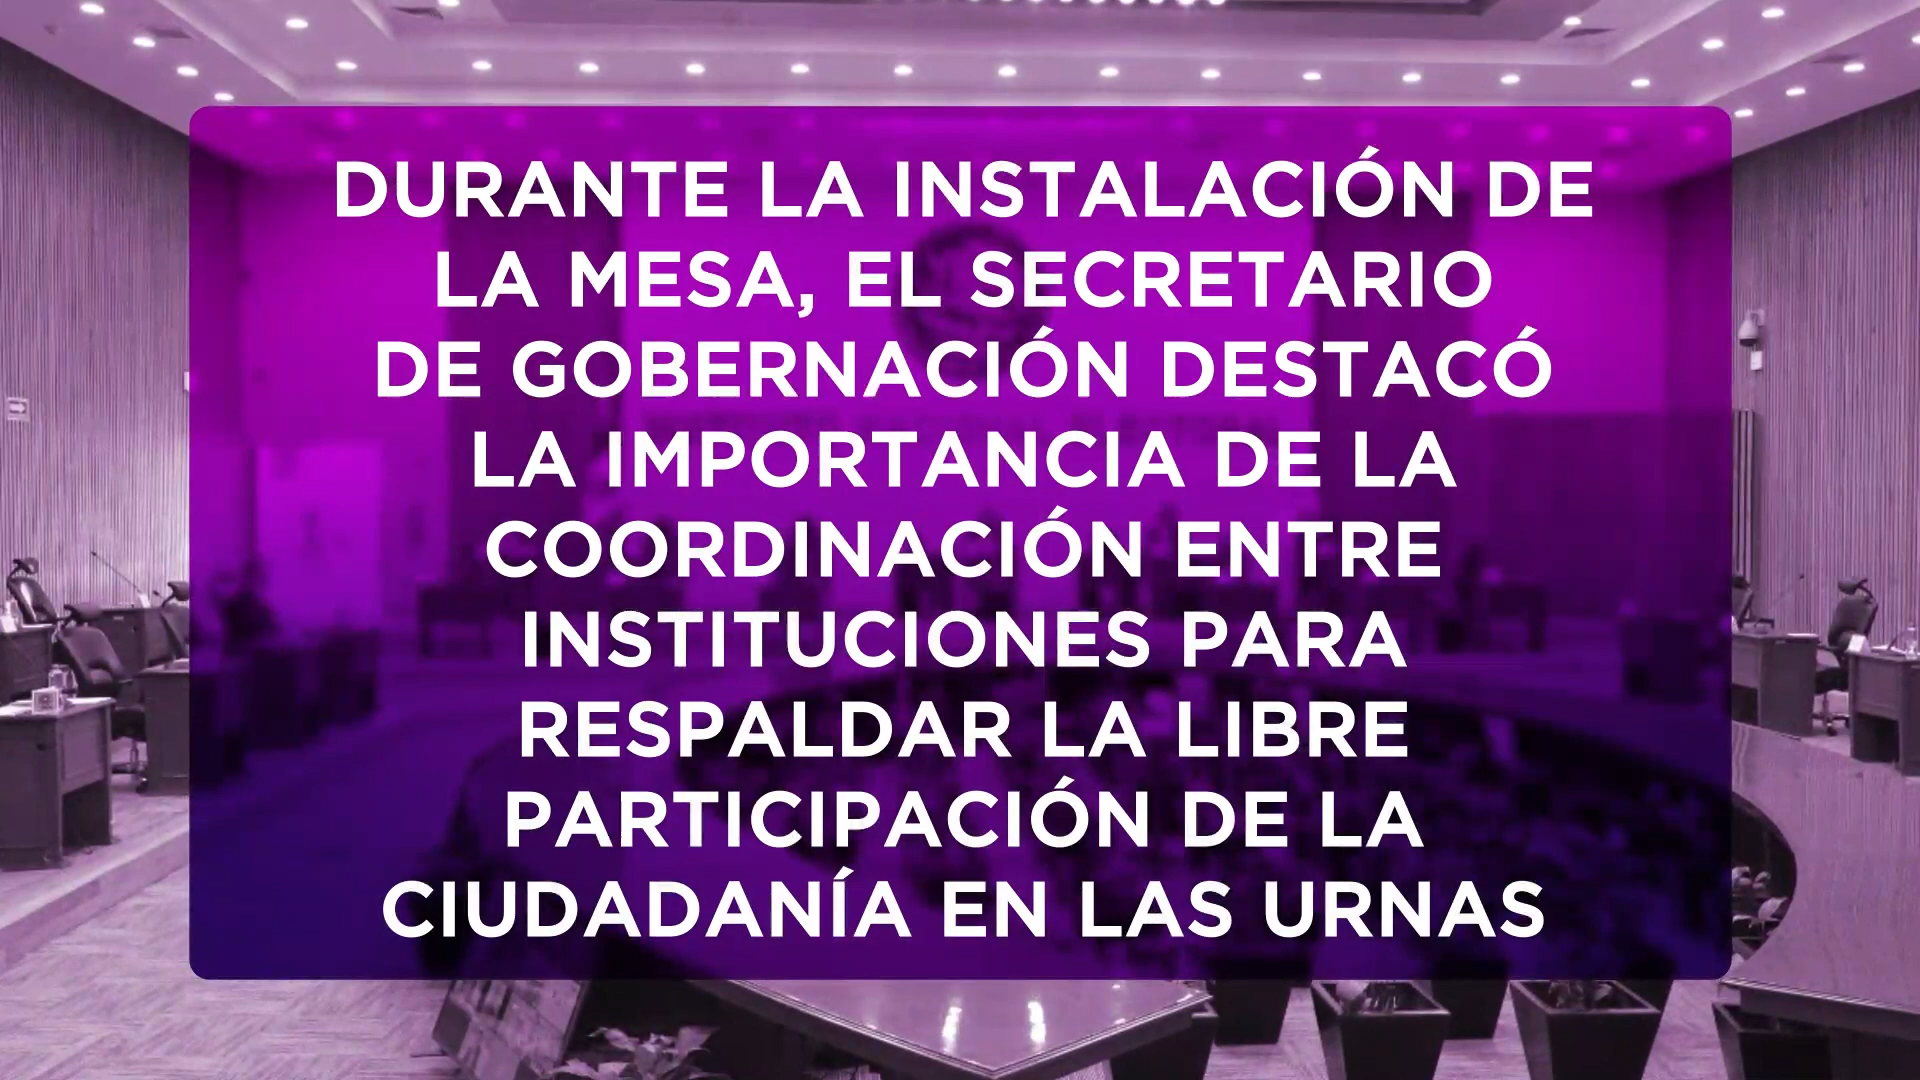 DURANTE LA INSTALACIÓN DE
LA MESA, EL SECRETARIO
DE GOBERNACIÓN DESTACÓ
LA IMPORTANCIA DE LA
COORDINACIÓN ENTRE
INSTITUCIONES PARA
RESPALDAR LA LIBRE
PARTICIPACIÓN DE LA
CIUDADANÍA EN LAS URNAS